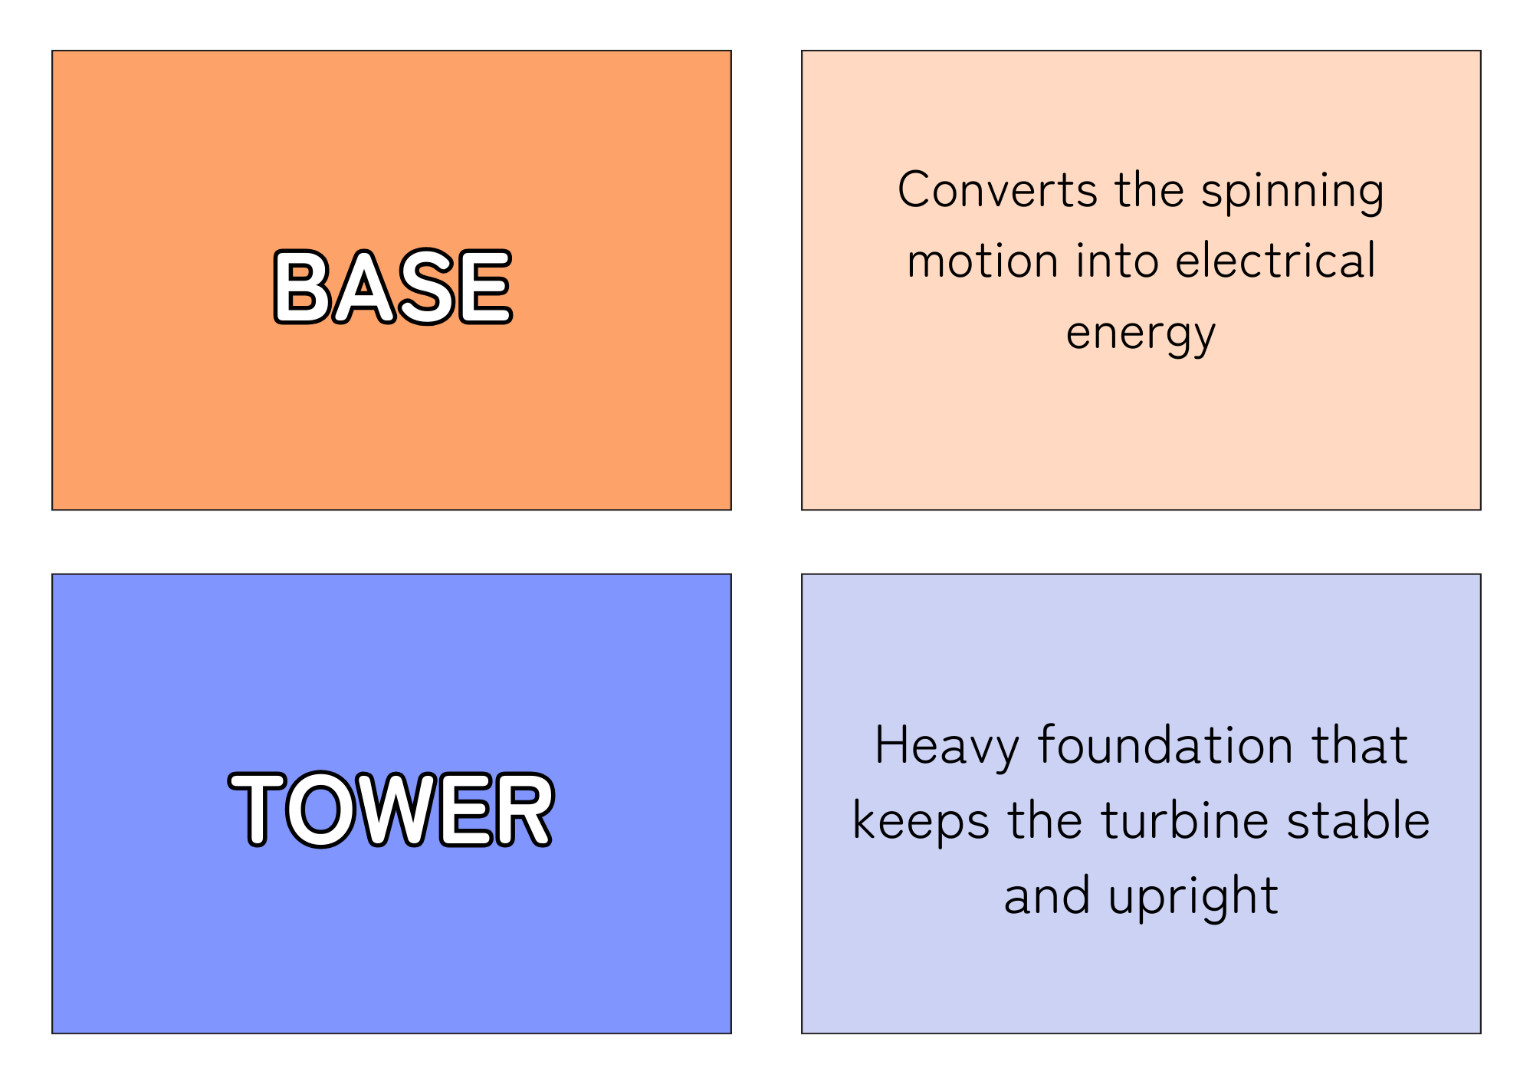 BASE
Converts the spinning
motion into electrical
energy
TOWER
Heavy foundation that
keeps the turbine stable
and upright